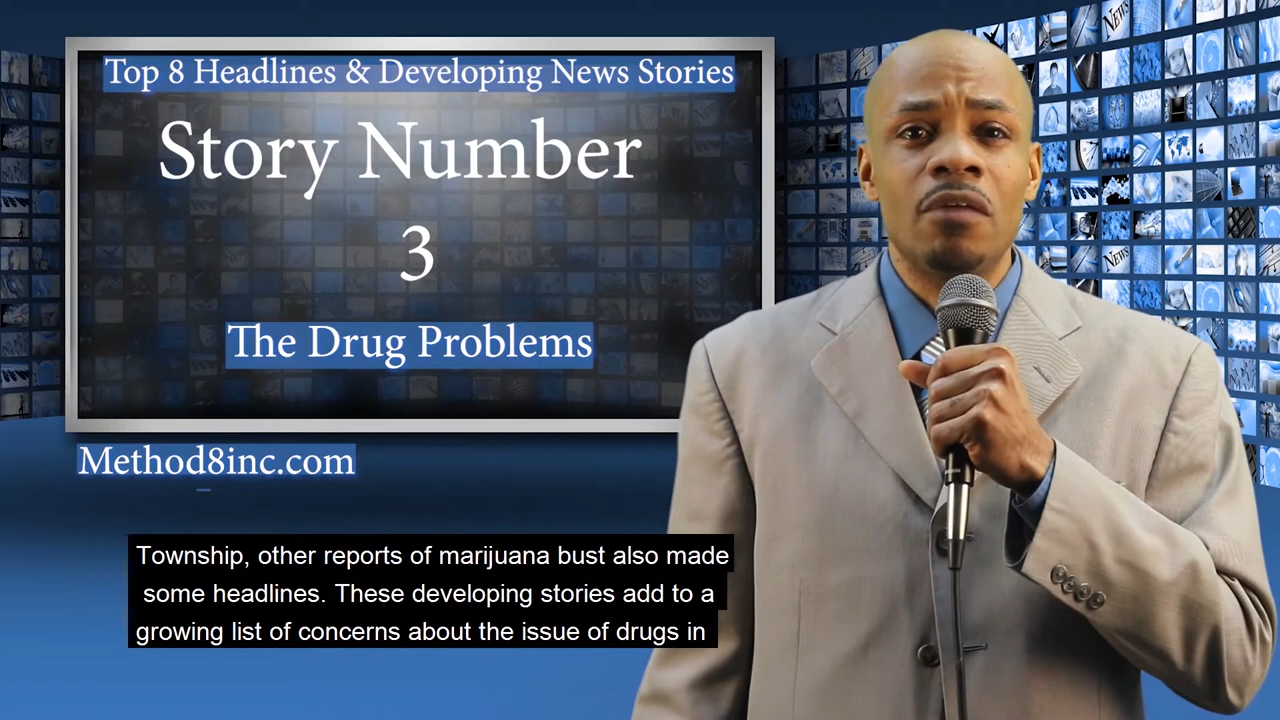 Top 8 Headlines & Developing News Stories
Story Number
3
The Drug Problems
Method8inc.com
Township, other reports of marijuana bust also made
some headlines. These developing stories add to a
growing list of concerns about the issue of drugs in
NEWS
NEWS